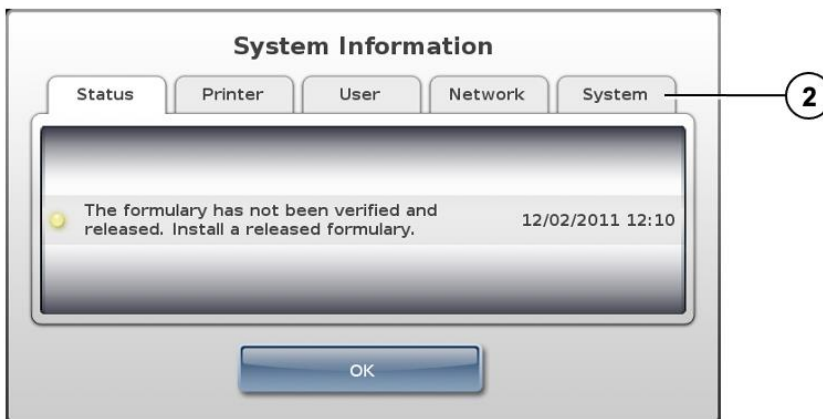 System Information
Status Printer User Network System
2
The formulary has not been verified and
released. Install a released formulary.
12/02/2011 12:10
OK